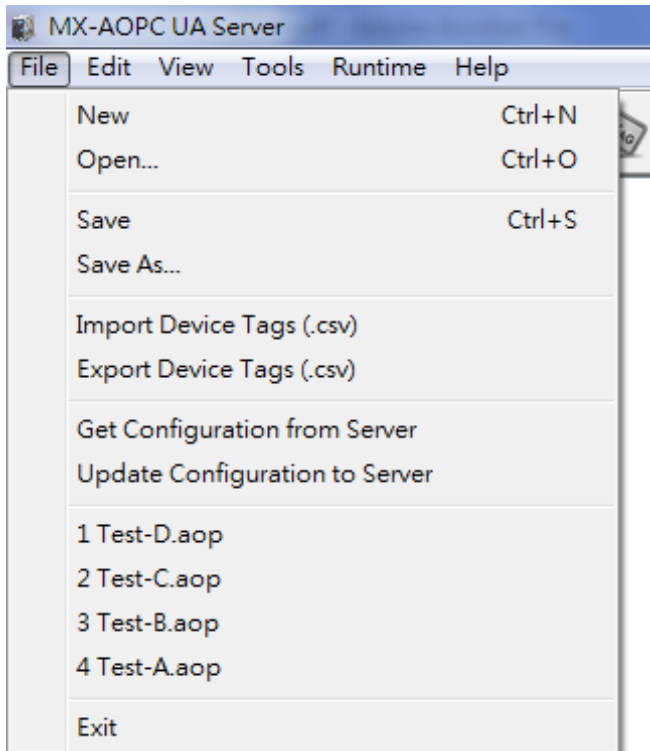 MX-AOPC UA Server
File Edit View Tools Runtime Help
New Ctrl+N
Open... Ctrl+O
Save Ctrl+S
Save As...
Import Device Tags (.csv)
Export Device Tags (.csv)
Get Configuration from Server
Update Configuration to Server
1 Test-D.aop
2 Test-C.aop
3 Test-B.aop
4 Test-A.aop
Exit